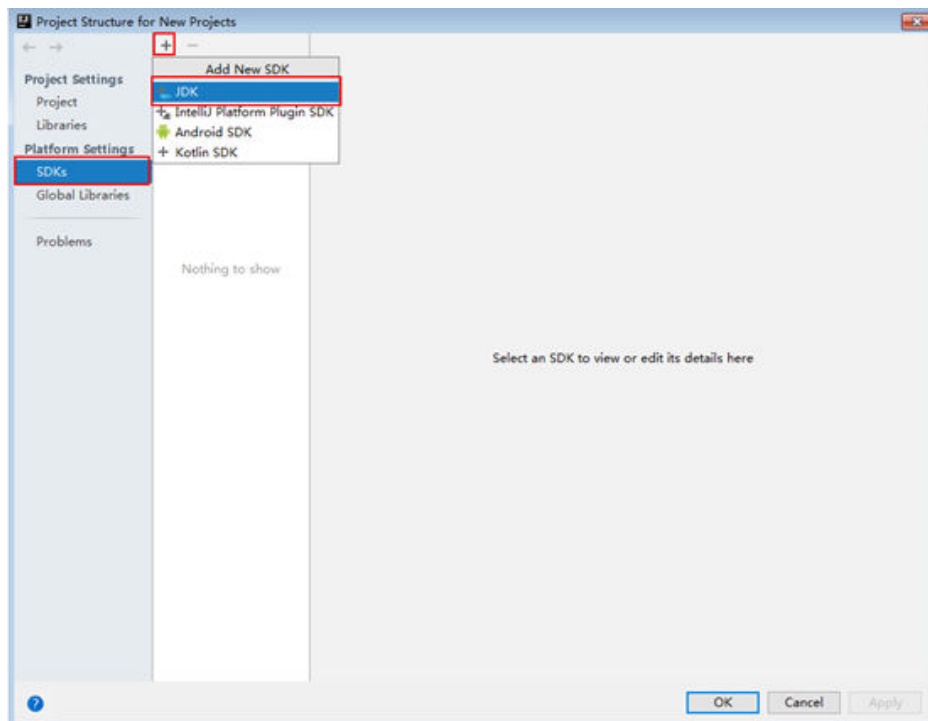 Project Structure for New Projects
Add New SDK
JDK
IntelliJ Platform Plugin SDK
Android SDK
Kotlin SDK
Project Settings
Project
Libraries
Platform Settings
SDKs
Global Libraries
Problems
Nothing to show
Select an SDK to view or edit its details here
OK Cancel Apply